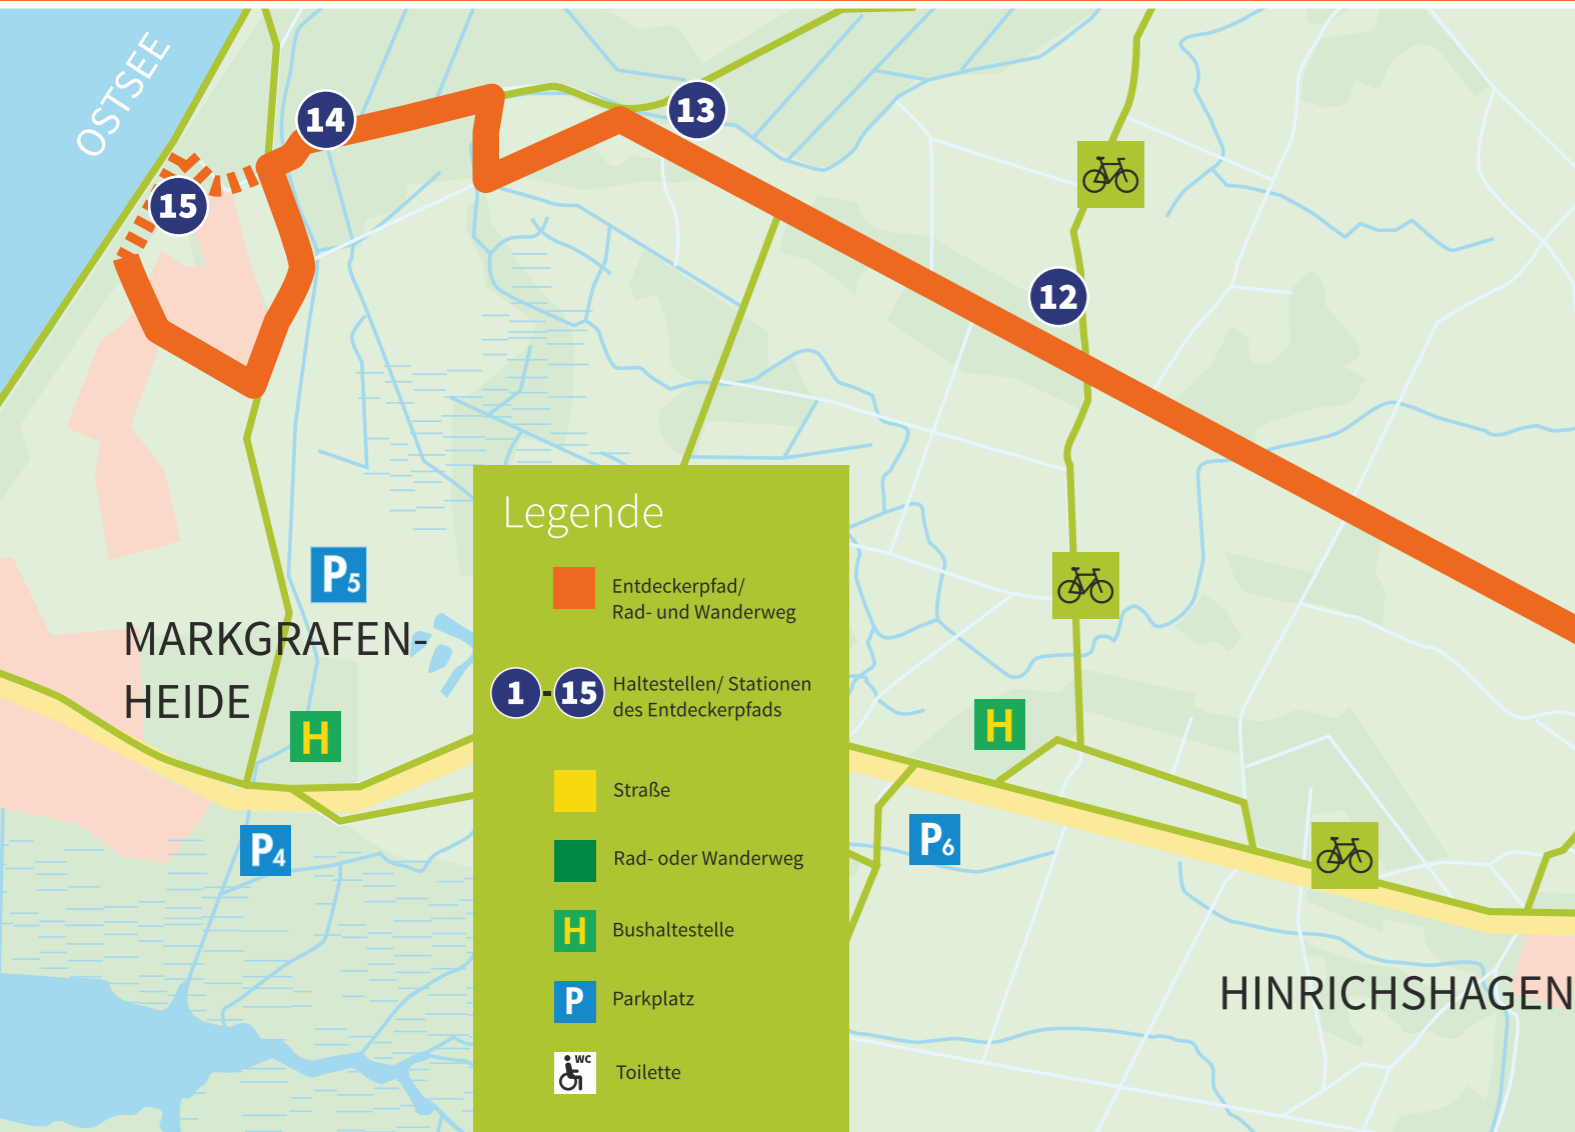 OSTSEE
14
13
15
12
Legende
P5
Entdeckerpfad/
Rad- und Wanderweg
MARKGRAFEN-
HEIDE
1 - 15
Haltestellen/ Stationen
des Entdeckerpfads
H
H
Straße
P4
P6
Rad- oder Wanderweg
H
Bushaltestelle
HINRICHSHAGEN
P
Parkplatz
WC
Toilette